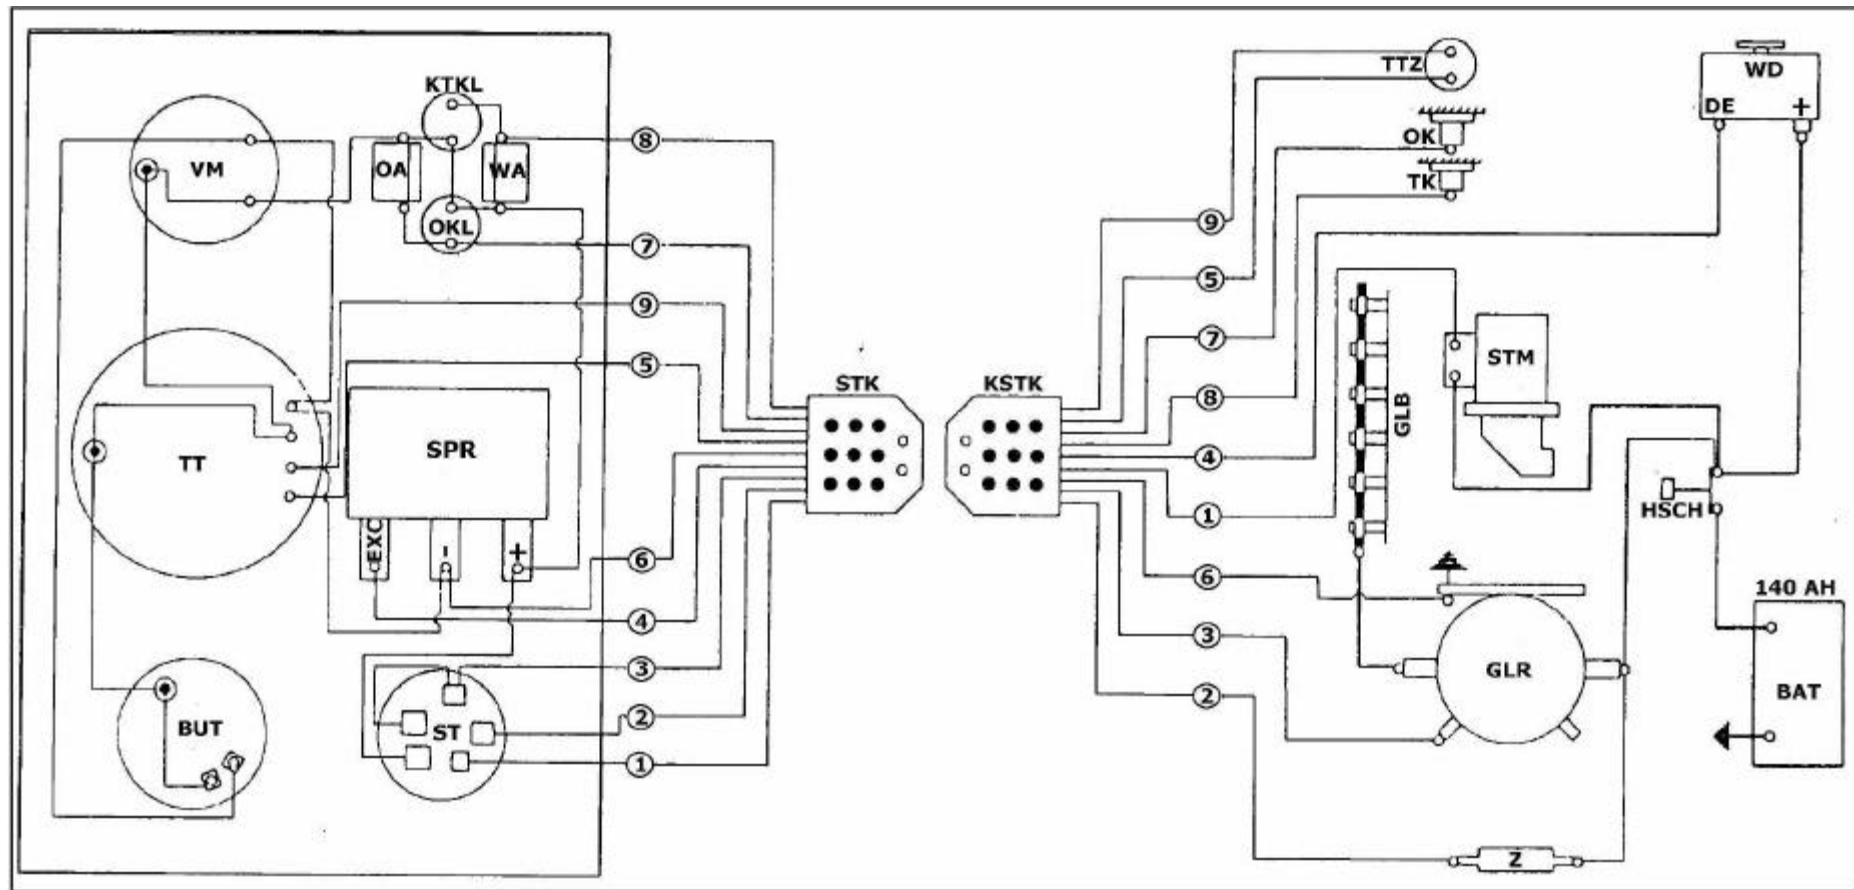 KTKL
VM
OA
WA
OKL
8
7
9
5
TT
SPR
EXC
-
+
6
4
3
2
1
BUT
ST
STK
KSTK
TTZ
OK
TK
WD
DE +
9
5
7
8
4
1
6
3
2
GLB
STM
HSCH
140 AH
GLR
BAT
Z